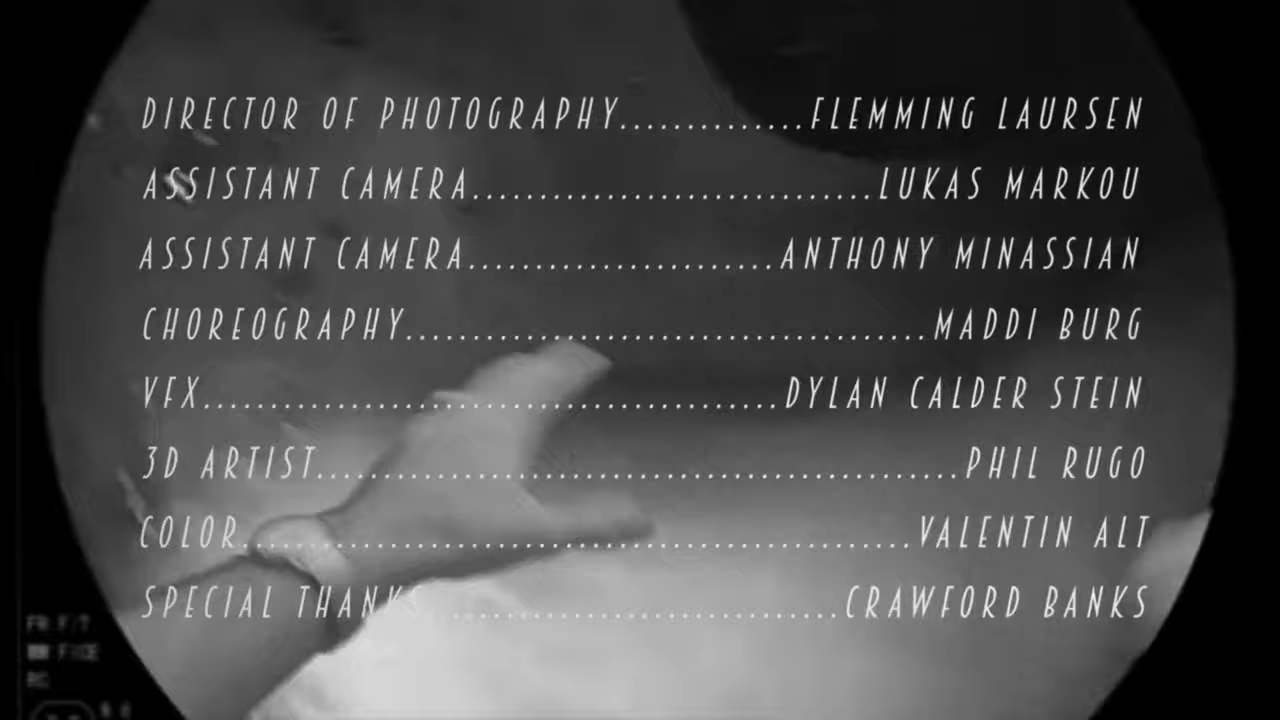 DIRECTOR OF PHOTOGRAPHY..............FLEMMING LAURSEN
ASSISTANT CAMERA..............................LUKAS MARKOU
ASSISTANT CAMERA.......................ANTHONY MINASSIAN
CHOREOGRAPHY.......................................MADDI BURG
VFX...........................................DYLAN CALDER STEIN
3D ARTIST................................................PHIL RUGO
COLOR..................................................VALENTIN ALT
SPECIAL THANKS..............................CRAWFORD BANKS